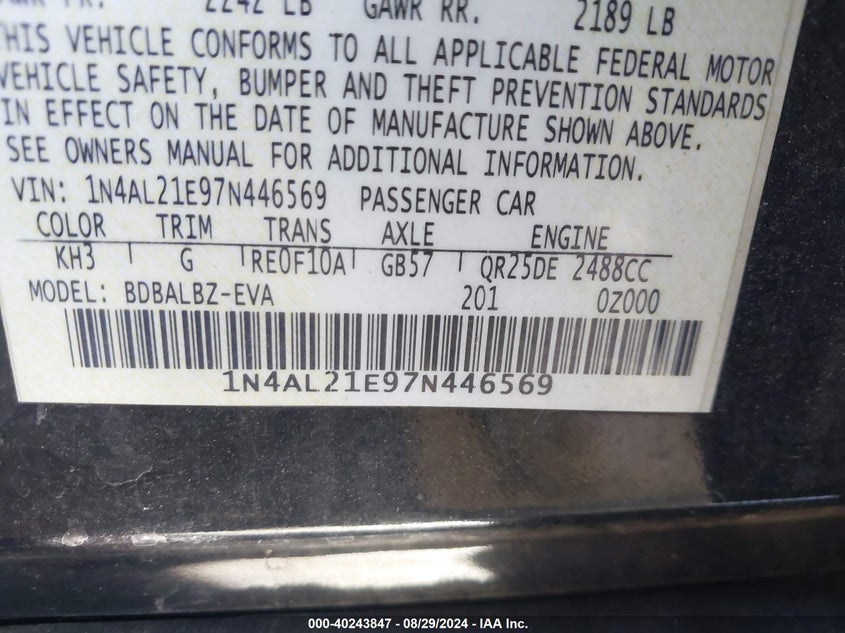 2242 LB GAWR RR. 2189 LB
THIS VEHICLE CONFORMS TO ALL APPLICABLE FEDERAL MOTOR
VEHICLE SAFETY, BUMPER AND THEFT PREVENTION STANDARDS
IN EFFECT ON THE DATE OF MANUFACTURE SHOWN ABOVE.
SEE OWNERS MANUAL FOR ADDITIONAL INFORMATION.
VIN: 1N4AL21E97N446569 PASSENGER CAR
COLOR TRIM TRANS AXLE ENGINE
KH3 G RE0F10A GB57 QR25DE 2488CC
MODEL: BDBALBZ-EVA 201 0Z000
1N4AL21E97N446569
000-40243847 - 08/29/2024 - IAA Inc.